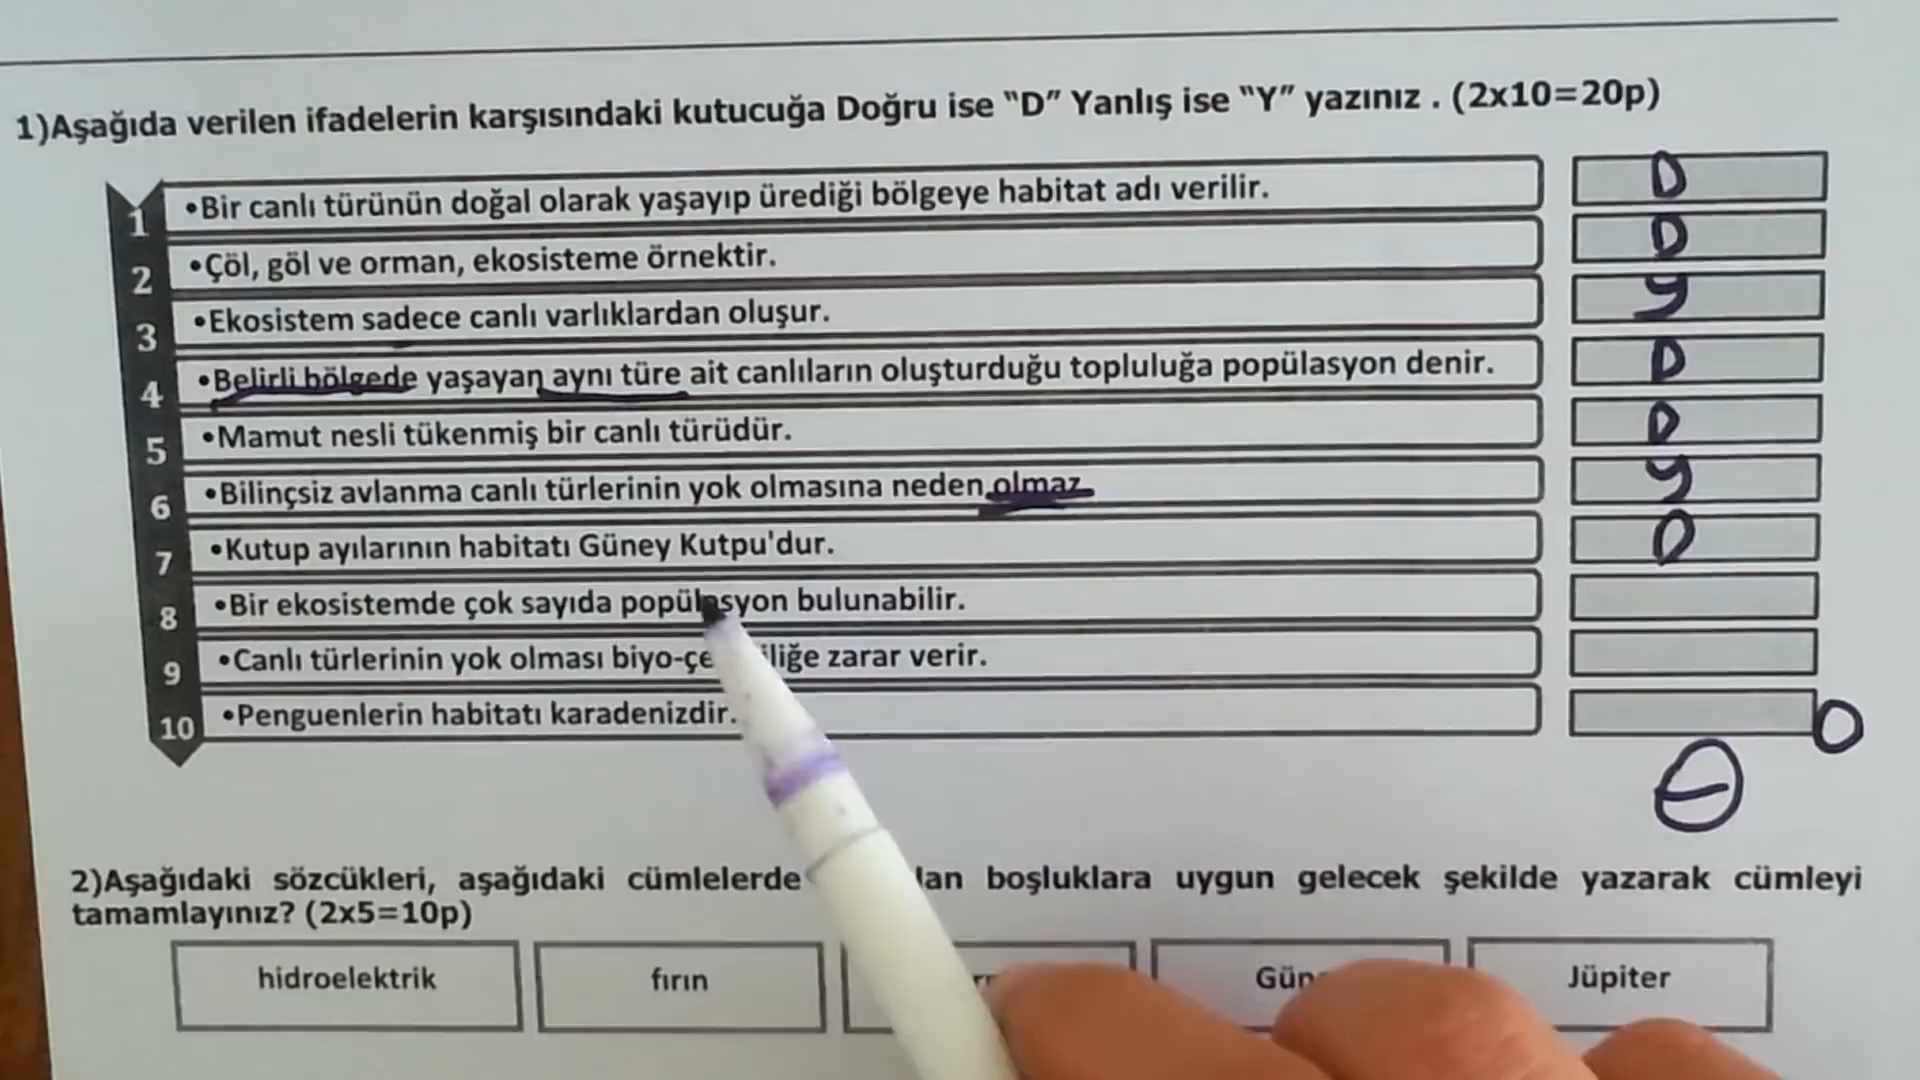 1)Aşağıda verilen ifadelerin karşısındaki kutucuğa Doğru ise "D" Yanlış ise "Y" yazınız . (2x10=20p)
1 •Bir canlı türünün doğal olarak yaşayıp ürediği bölgeye habitat adı verilir. D
2 •Çöl, göl ve orman, ekosisteme örnektir. D
3 •Ekosistem sadece canlı varlıklardan oluşur. y
4 •Belirli bölgede yaşayan aynı türe ait canlıların oluşturduğu topluluğa popülasyon denir. D
5 •Mamut nesli tükenmiş bir canlı türüdür. D
6 •Bilinçsiz avlanma canlı türlerinin yok olmasına neden olmaz y
7 •Kutup ayılarının habitatı Güney Kutpu'dur. D
8 •Bir ekosistemde çok sayıda popülasyon bulunabilir.
9 •Canlı türlerinin yok olması zarar verir.
10 •Penguenlerin habitatı karadenizdir.
2)Aşağıdaki sözcükleri, aşağıdaki cümlelerde boşluklara uygun gelecek şekilde yazarak cümleyi
tamamlayınız? (2x5=10p)
hidroelektrik fırın Jüpiter